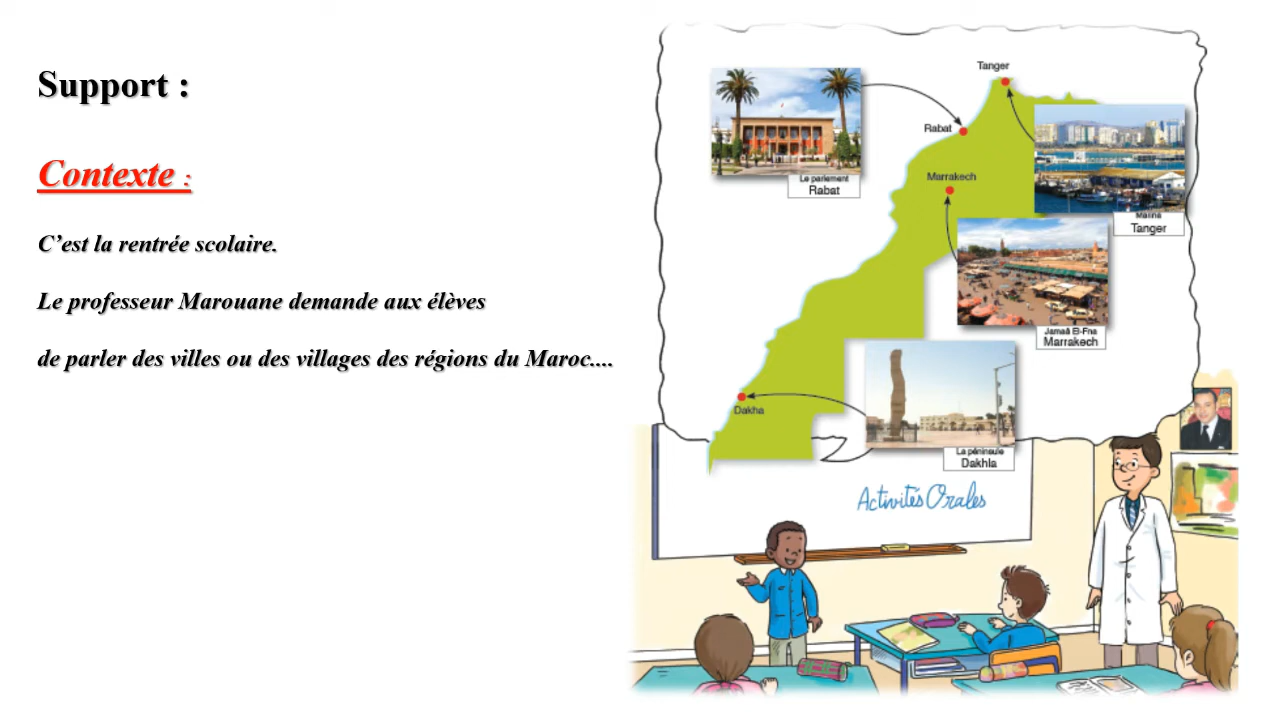 Support :
Contexte :
C’est la rentrée scolaire.
Le professeur Marouane demande aux élèves
de parler des villes ou des villages des régions du Maroc....
Tanger
Rabat
Le parlement
Rabat
Marrakech
Marina
Tanger
Jamaâ El-Fna
Marrakech
Dakha
La péninsule
Dakhla
Activités Orales